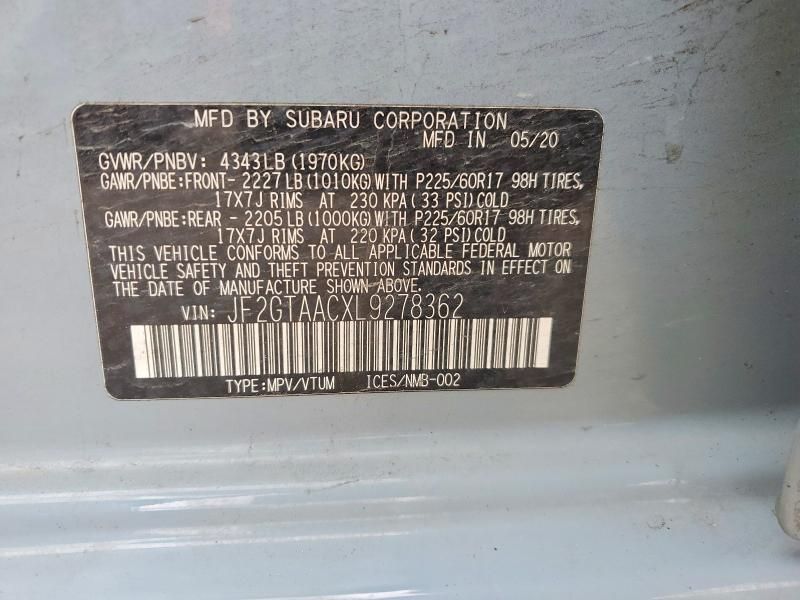 MFD BY SUBARU CORPORATION
MFD IN 05/20
GVWR/PNBV: 4343LB (1970KG)
GAWR/PNBE:FRONT- 2227LB (1010KG) WITH P225/60R17 98H TIRES,
17X7J RIMS AT 230 KPA ( 33 PSI) COLD
GAWR/PNBE:REAR - 2205LB (1000KG) WITH P225/60R17 98H TIRES,
17X7J RIMS AT 220 KPA ( 32 PSI) COLD
THIS VEHICLE CONFORMS TO ALL APPLICABLE FEDERAL MOTOR
VEHICLE SAFETY AND THEFT PREVENTION STANDARDS IN EFFECT ON
THE DATE OF MANUFACTURE SHOWN ABOVE.
VIN: JF2GTAACXL9278362
TYPE:MPV/VTUM ICES/NMB-002